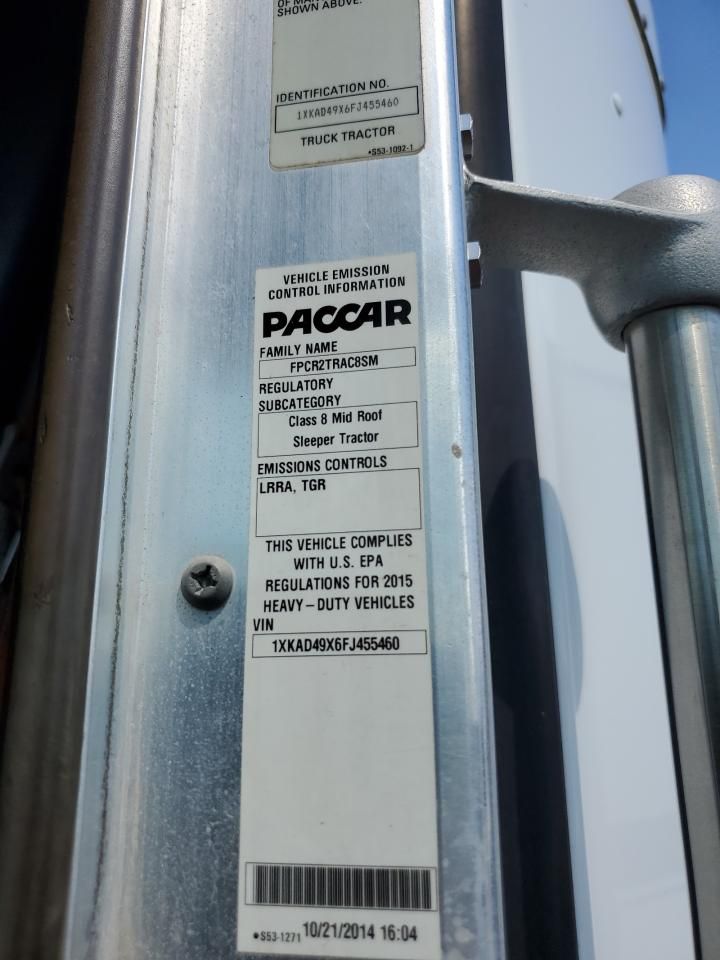 SHOWN ABOVE.
IDENTIFICATION NO.
1XKAD49X6FJ455460
TRUCK TRACTOR
•S53-1092-1
VEHICLE EMISSION
CONTROL INFORMATION
PACCAR
FAMILY NAME
FPCR2TRAC8SM
REGULATORY
SUBCATEGORY
Class 8 Mid Roof
Sleeper Tractor
EMISSIONS CONTROLS
LRRA, TGR
THIS VEHICLE COMPLIES
WITH U.S. EPA
REGULATIONS FOR 2015
HEAVY-DUTY VEHICLES
VIN
1XKAD49X6FJ455460
•S53-1271 10/21/2014 16:04